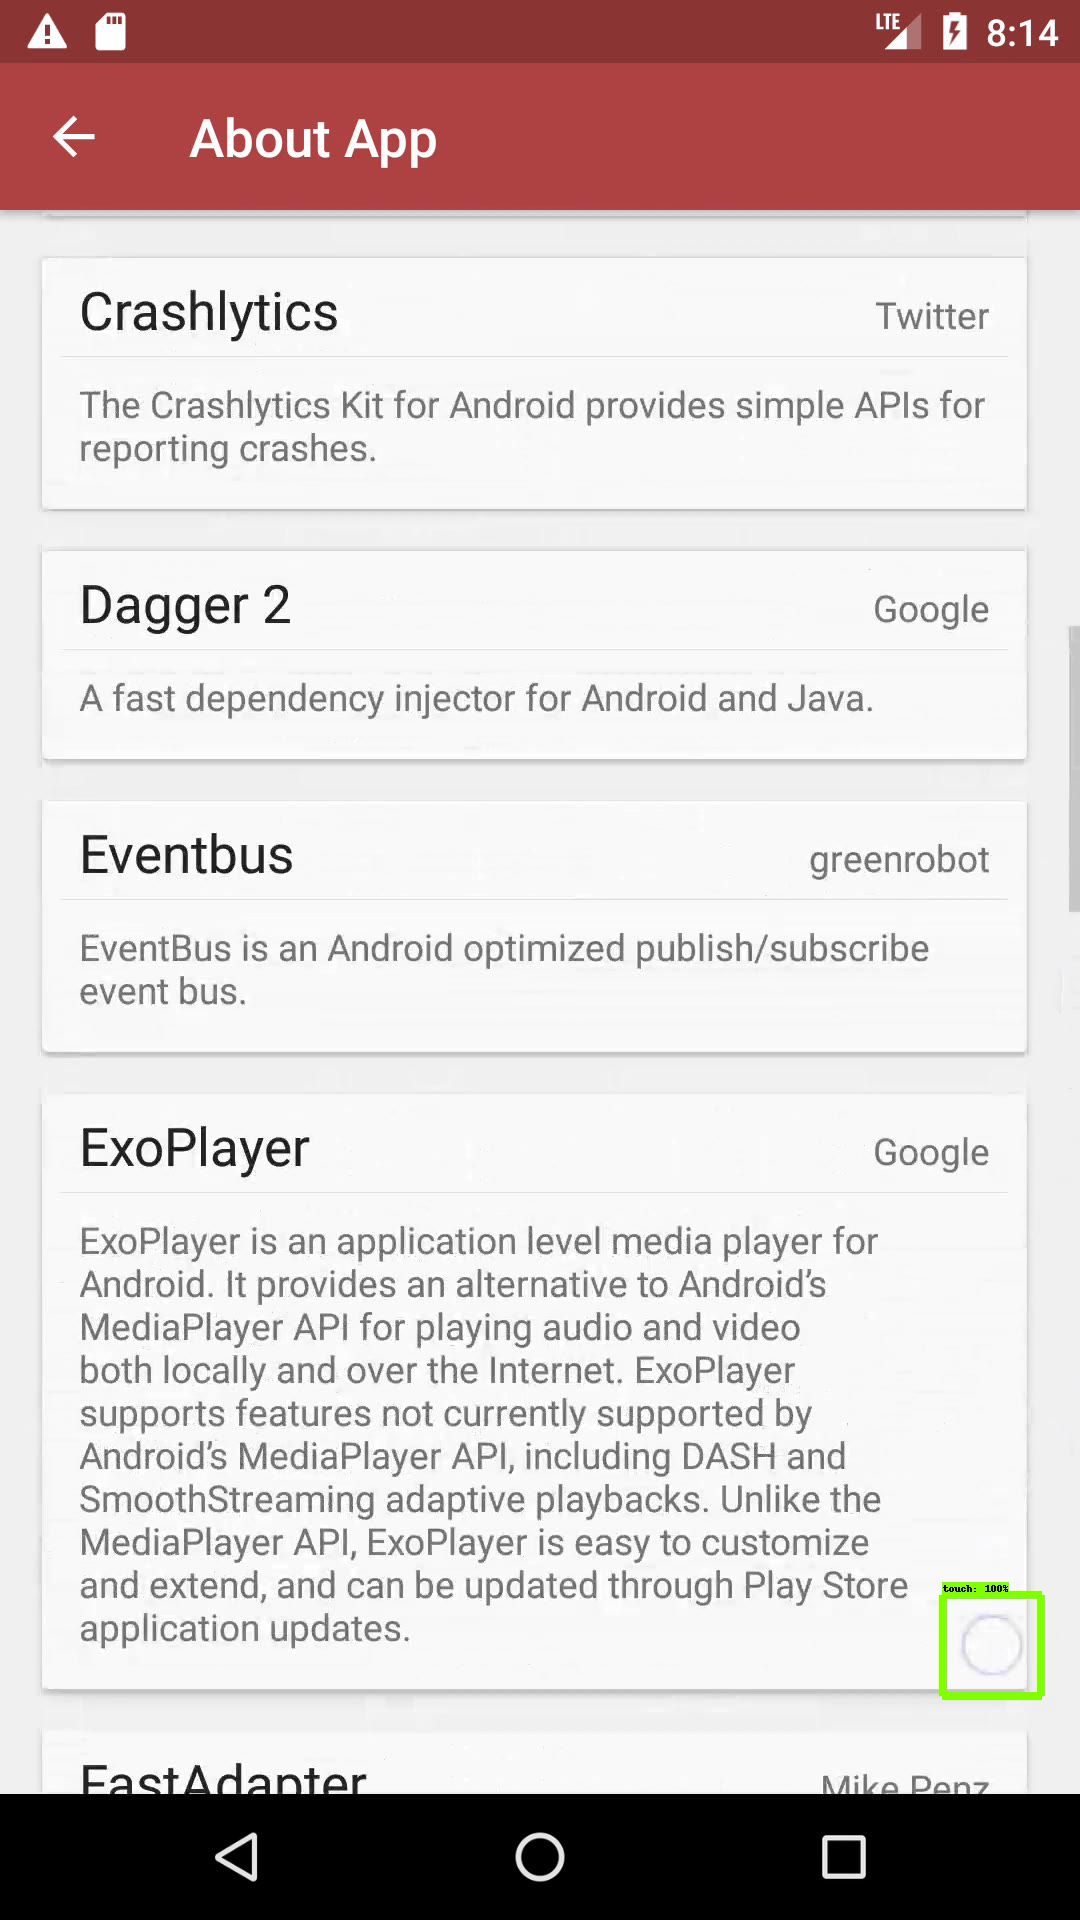 LTE 8:14
About App
Crashlytics Twitter
The Crashlytics Kit for Android provides simple APIs for
reporting crashes.
Dagger 2 Google
A fast dependency injector for Android and Java.
Eventbus greenrobot
EventBus is an Android optimized publish/subscribe
event bus.
ExoPlayer Google
ExoPlayer is an application level media player for
Android. It provides an alternative to Android’s
MediaPlayer API for playing audio and video
both locally and over the Internet. ExoPlayer
supports features not currently supported by
Android’s MediaPlayer API, including DASH and
SmoothStreaming adaptive playbacks. Unlike the
MediaPlayer API, ExoPlayer is easy to customize
and extend, and can be updated through Play Store
application updates.
touch: 100%
FastAdapter Mike Penz